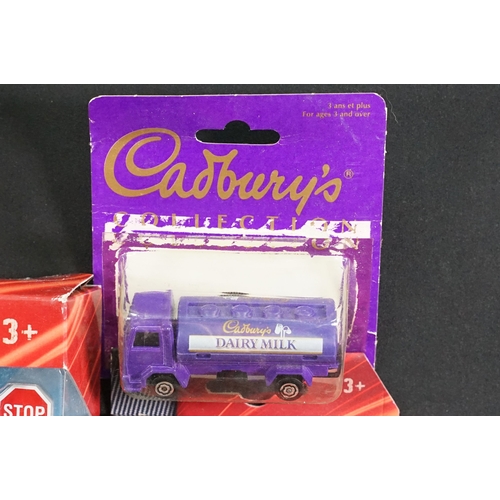 3 ans et plus
For ages 3 and over
Cadbury's®
COLLECTION
Cadbury's
DAIRY MILK
3+
STOP
3+